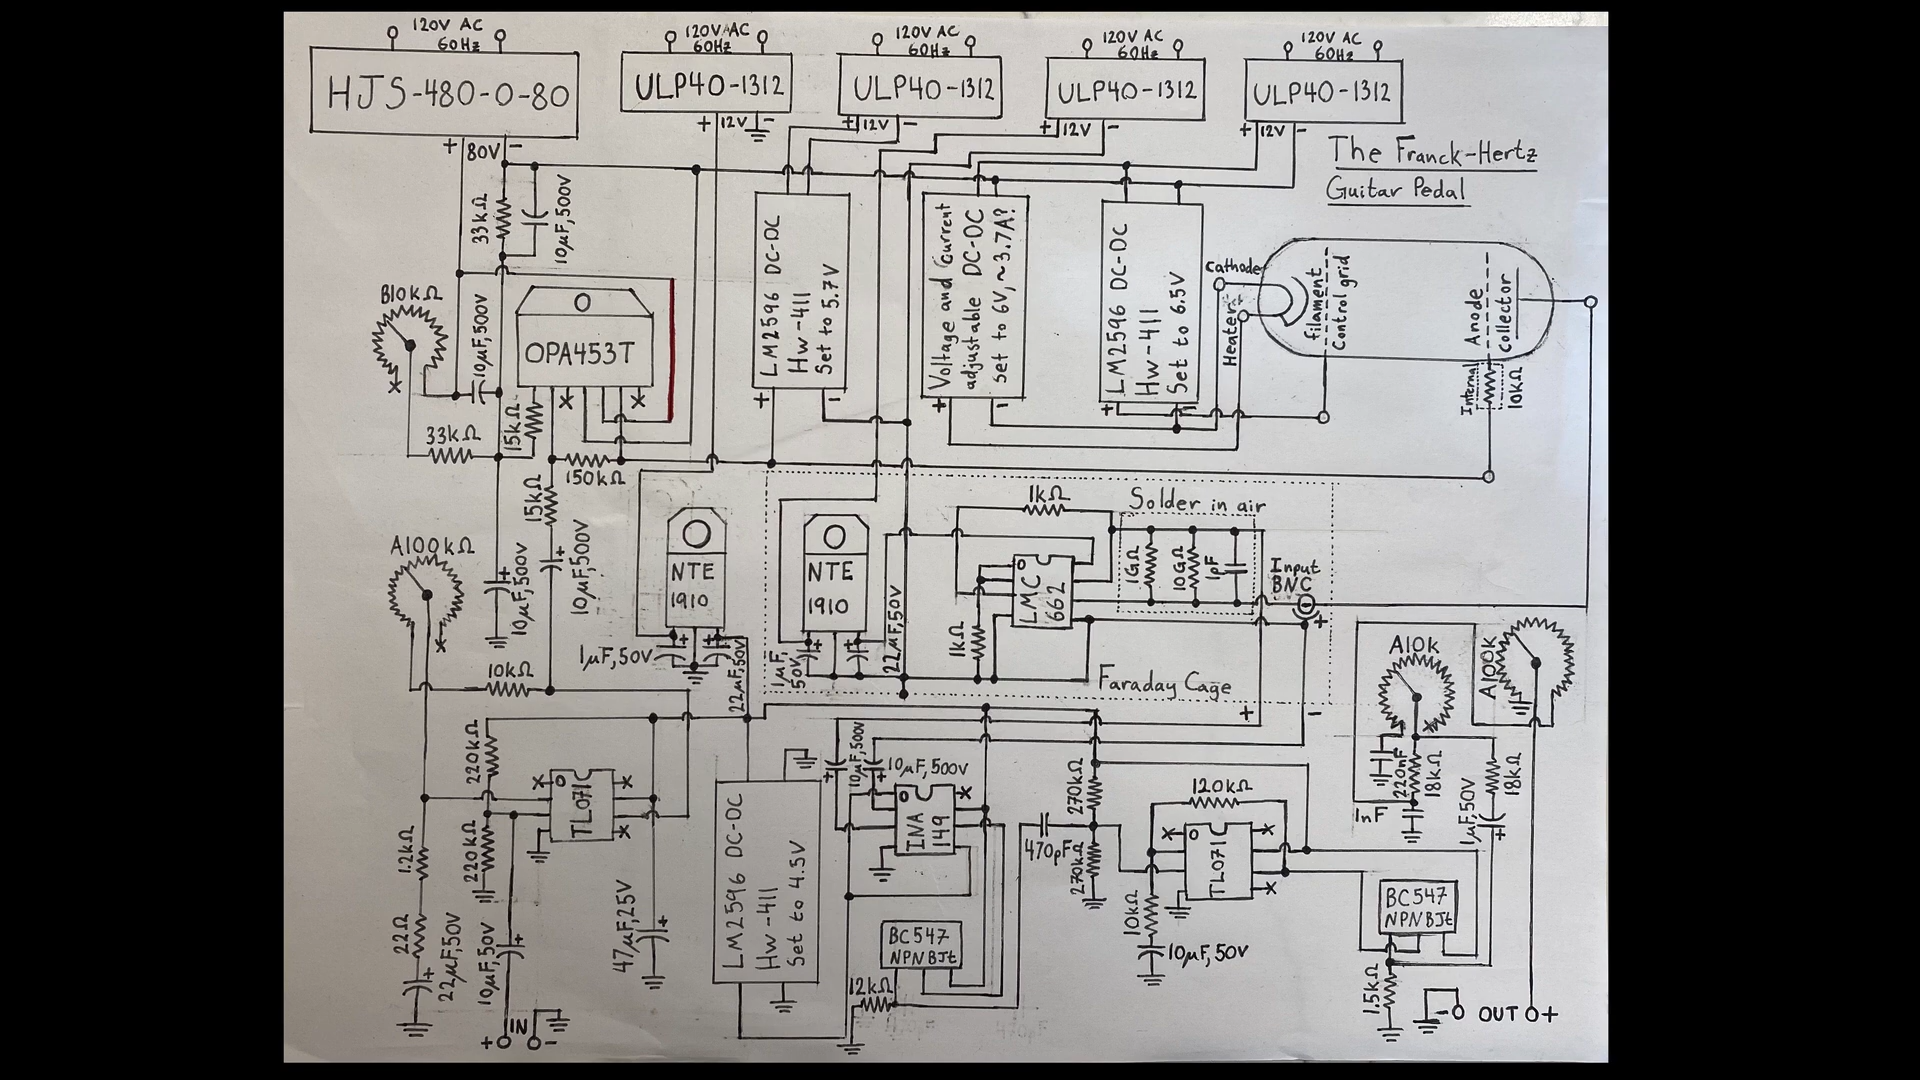 120V AC
60Hz
120V AC
60Hz
120V AC
60Hz
120V AC
60Hz
120V AC
60Hz
HJS-480-0-80
ULP40-1312
ULP40-1312
ULP40-1312
ULP40-1312
+ 80V -
+ 12V -
+ 12V -
+ 12V -
+ 12V -
The Franck-Hertz
Guitar Pedal
33kΩ
10µF,500V
B10kΩ
10µF,500V
OPA453T
x
x
x
33kΩ
15kΩ
150kΩ
LM2596 DC-DC
HW-411
Set to 5.7V
+ -
Voltage and Current
adjustable DC-DC
set to 6V, ~3.7A?
+ -
LM2596 DC-DC
HW-411
Set to 6.5V
+ -
Cathode
Heater
filament
Control grid
Anode
Collector
Internal
10kΩ
A100kΩ
x
15kΩ
10µF,500V
10µF,500V
10kΩ
NTE
1910
1µF,50V
+ +
22µF,50V
NTE
1910
1µF,
50V
+ +
22µF,50V
1kΩ
Solder in air
1kΩ
LMC
662
1GΩ
10GΩ
1pF
Input
BNC
+
Faraday Cage
+ -
A10k
x
A100k
220nF
18kΩ
18kΩ
1nF
1µF,50V
+
220kΩ
220kΩ
TL071
x
x
x
1.2kΩ
22Ω
22µF,50V
+
10µF,50V
+
47µF,25V
+
+ IN -
LM2596 DC-DC
HW-411
Set to 4.5V
10µF,500V
10µF,500V
+ +
INA
149
x
BC547
NPN BJt
12kΩ
470pF
270kΩ
270kΩ
120kΩ
TL071
x
x
x
10kΩ
10µF,50V
BC547
NPN BJt
1.5kΩ
- OUT +